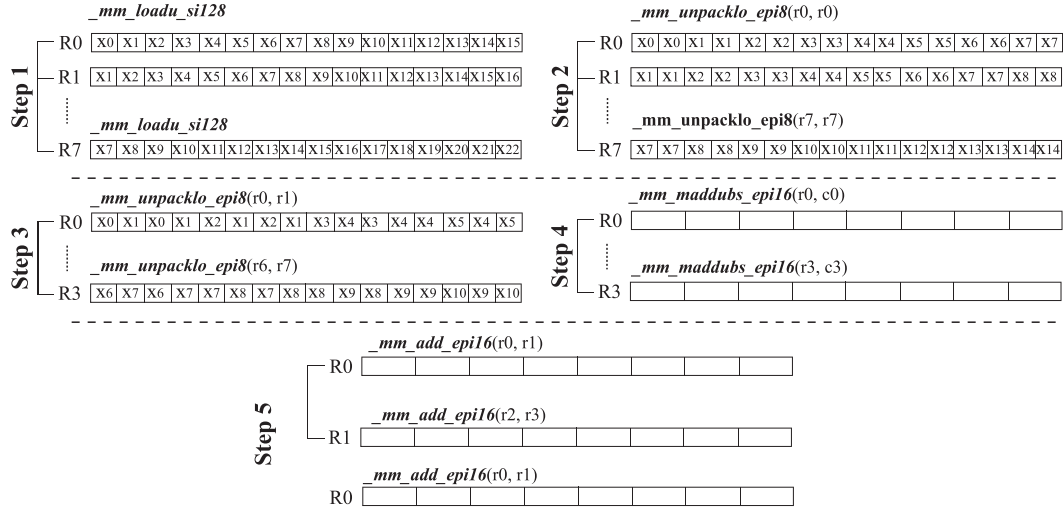 Step 1
_mm_loadu_si128
R0 X0 X1 X2 X3 X4 X5 X6 X7 X8 X9 X10 X11 X12 X13 X14 X15
R1 X1 X2 X3 X4 X5 X6 X7 X8 X9 X10 X11 X12 X13 X14 X15 X16
_mm_loadu_si128
R7 X7 X8 X9 X10 X11 X12 X13 X14 X15 X16 X17 X18 X19 X20 X21 X22
Step 2
_mm_unpacklo_epi8(r0, r0)
R0 X0 X0 X1 X1 X2 X2 X3 X3 X4 X4 X5 X5 X6 X6 X7 X7
R1 X1 X1 X2 X2 X3 X3 X4 X4 X5 X5 X6 X6 X7 X7 X8 X8
_mm_unpacklo_epi8(r7, r7)
R7 X7 X7 X8 X8 X9 X9 X10 X10 X11 X11 X12 X12 X13 X13 X14 X14
Step 3
_mm_unpacklo_epi8(r0, r1)
R0 X0 X1 X0 X1 X2 X1 X2 X1 X3 X4 X3 X4 X4 X5 X4 X5
_mm_unpacklo_epi8(r6, r7)
R3 X6 X7 X6 X7 X7 X8 X7 X8 X8 X9 X8 X9 X9 X10 X9 X10
Step 4
_mm_maddubs_epi16(r0, c0)
R0
_mm_maddubs_epi16(r3, c3)
R3
Step 5
_mm_add_epi16(r0, r1)
R0
_mm_add_epi16(r2, r3)
R1
_mm_add_epi16(r0, r1)
R0